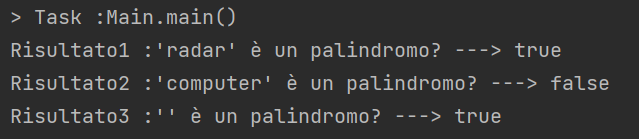 > Task :Main.main()
Risultato1 :'radar' è un palindromo? ---> true
Risultato2 :'computer' è un palindromo? ---> false
Risultato3 :'' è un palindromo? ---> true